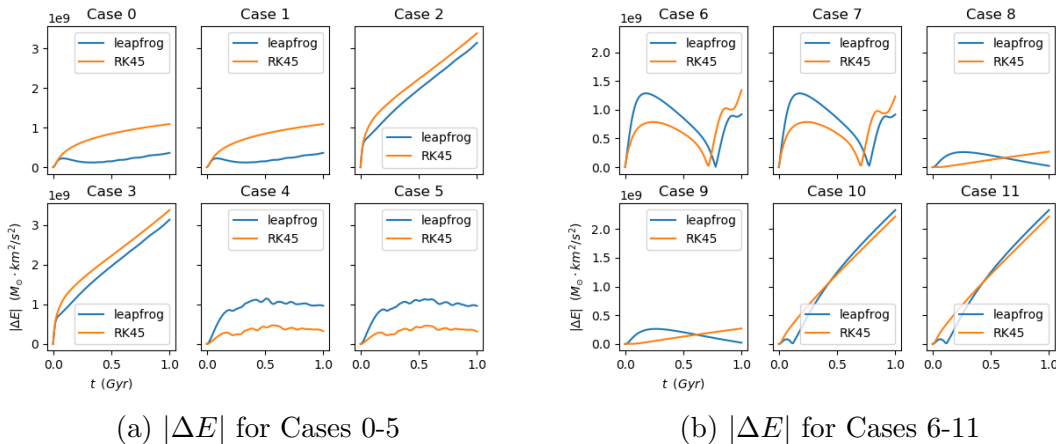 1e9
Case 0
Case 1
Case 2
3
2
1
0
leapfrog
RK45
leapfrog
RK45
leapfrog
RK45
1e9
Case 3
Case 4
Case 5
|ΔE| (M⊙ · km²/s²)
3
2
1
0
leapfrog
RK45
leapfrog
RK45
leapfrog
RK45
0.0 0.5 1.0
0.0 0.5 1.0
0.0 0.5 1.0
t (Gyr)
(a) |ΔE| for Cases 0-5
1e9
Case 6
Case 7
Case 8
2.0
1.5
1.0
0.5
0.0
leapfrog
RK45
leapfrog
RK45
leapfrog
RK45
1e9
Case 9
Case 10
Case 11
|ΔE| (M⊙ · km²/s²)
2.0
1.5
1.0
0.5
0.0
leapfrog
RK45
leapfrog
RK45
leapfrog
RK45
0.0 0.5 1.0
0.0 0.5 1.0
0.0 0.5 1.0
t (Gyr)
(b) |ΔE| for Cases 6-11